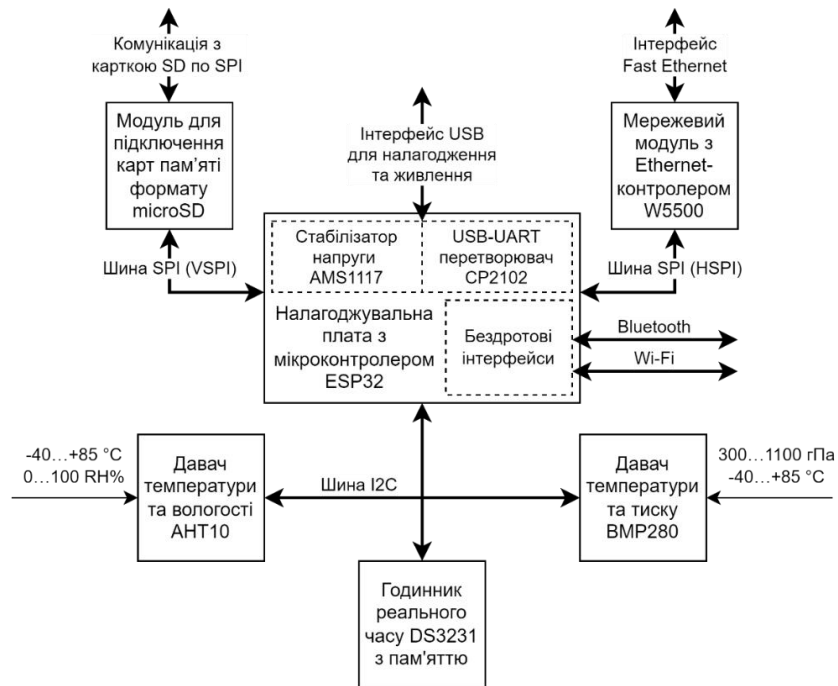 Комунікація з
карткою SD по SPI
Інтерфейс
Fast Ethernet
Модуль для
підключення
карт пам’яті
формату
microSD
Інтерфейс USB
для налагодження
та живлення
Мережевий
модуль з
Ethernet-
контролером
W5500
Шина SPI (VSPI)
Стабілізатор
напруги
AMS1117
USB-UART
перетворювач
CP2102
Шина SPI (HSPI)
Налагоджувальна
плата з
мікроконтролером
ESP32
Бездротові
інтерфейси
Bluetooth
Wi-Fi
-40...+85 °C
0...100 RH%
Давач
температури
та вологості
AHT10
Шина I2C
Давач
температури
та тиску
BMP280
300...1100 гПа
-40...+85 °C
Годинник
реального
часу DS3231
з пам'яттю